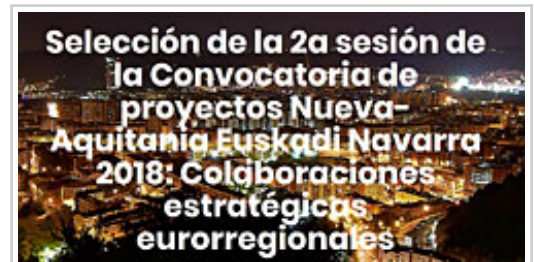 Selección de la 2a sesión de
la Convocatoria de
proyectos Nueva-
Aquitania Euskadi Navarra
2018: Colaboraciones
estratégicas
eurorregionales